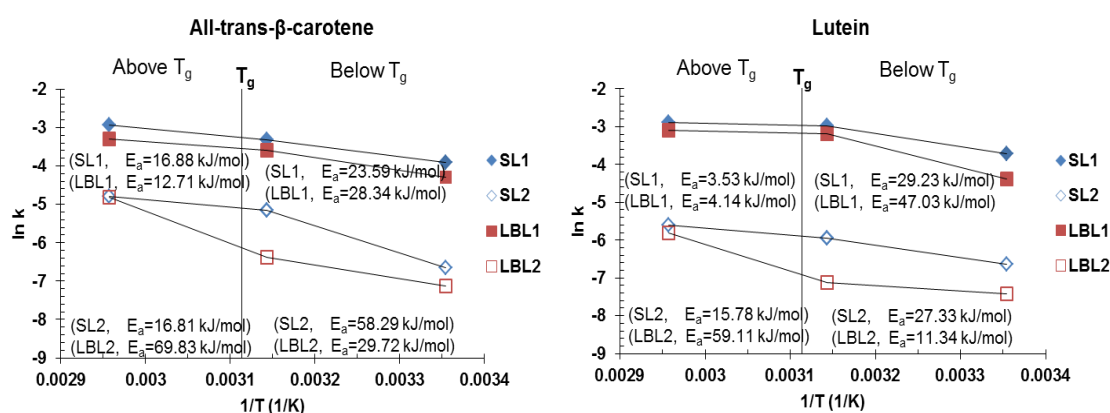 All-trans-β-carotene
Above Tg
Tg
Below Tg
-2
-3
-4
-5
-6
-7
-8
-9
ln k
(SL1, Ea=16.88 kJ/mol)
(LBL1, Ea=12.71 kJ/mol)
(SL1, Ea=23.59 kJ/mol)
(LBL1, Ea=28.34 kJ/mol)
(SL2, Ea=16.81 kJ/mol)
(LBL2, Ea=69.83 kJ/mol)
(SL2, Ea=58.29 kJ/mol)
(LBL2, Ea=29.72 kJ/mol)
0.0029 0.003 0.0031 0.0032 0.0033 0.0034
1/T (1/K)
SL1
SL2
LBL1
LBL2
Lutein
Above Tg
Tg
Below Tg
-2
-3
-4
-5
-6
-7
-8
-9
ln k
(SL1, Ea=3.53 kJ/mol)
(LBL1, Ea=4.14 kJ/mol)
(SL1, Ea=29.23 kJ/mol)
(LBL1, Ea=47.03 kJ/mol)
(SL2, Ea=15.78 kJ/mol)
(LBL2, Ea=59.11 kJ/mol)
(SL2, Ea=27.33 kJ/mol)
(LBL2, Ea=11.34 kJ/mol)
0.0029 0.003 0.0031 0.0032 0.0033 0.0034
1/T (1/K)
SL1
SL2
LBL1
LBL2